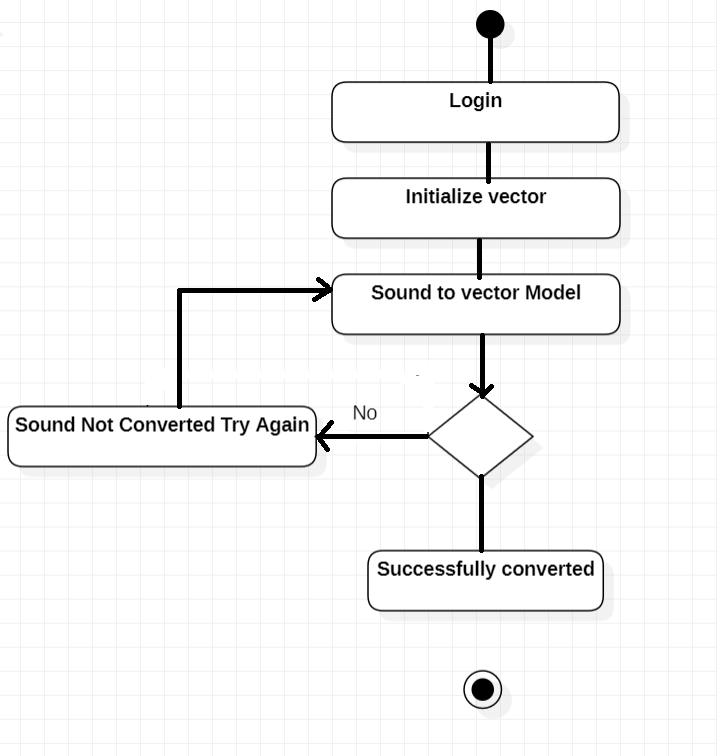 Login
Initialize vector
Sound to vector Model
No
Sound Not Converted Try Again
Successfully converted